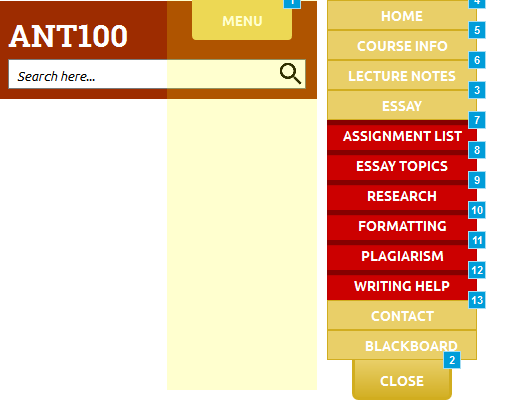 1
MENU
ANT100
Search here...
4
HOME
5
COURSE INFO
6
LECTURE NOTES
3
ESSAY
7
ASSIGNMENT LIST
8
ESSAY TOPICS
9
RESEARCH
10
FORMATTING
11
PLAGIARISM
12
WRITING HELP
13
CONTACT
BLACKBOARD
2
CLOSE